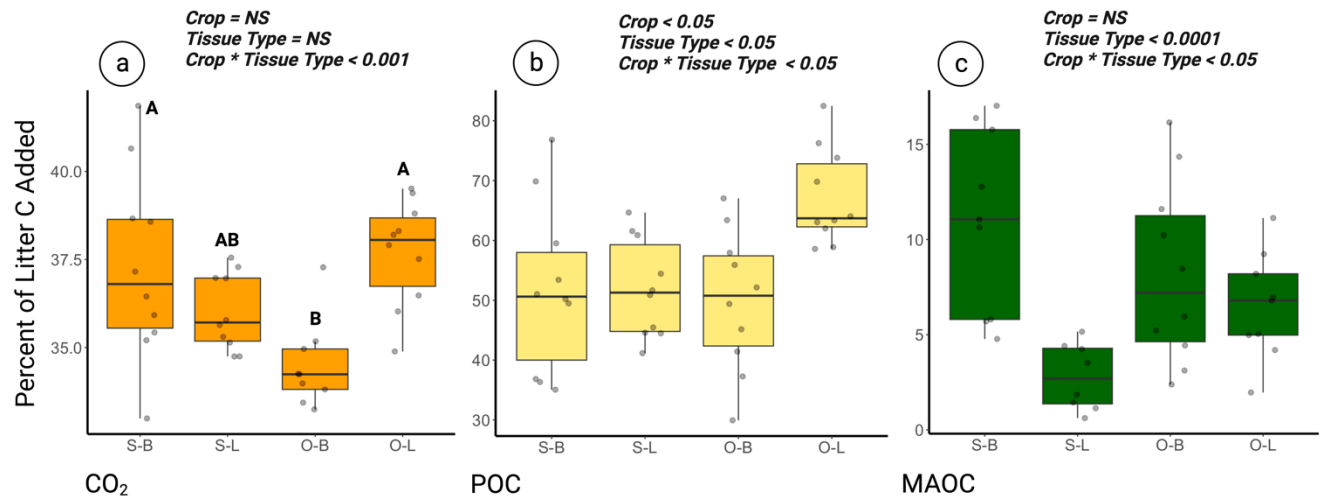 Crop = NS
Tissue Type = NS
Crop * Tissue Type < 0.001
Crop < 0.05
Tissue Type < 0.05
Crop * Tissue Type < 0.05
Crop = NS
Tissue Type < 0.0001
Crop * Tissue Type < 0.05
a
b
c
Percent of Litter C Added
40.0
37.5
35.0
A
AB
B
A
S-B S-L O-B O-L
CO₂
80
70
60
50
40
30
S-B S-L O-B O-L
POC
15
10
5
0
S-B S-L O-B O-L
MAOC